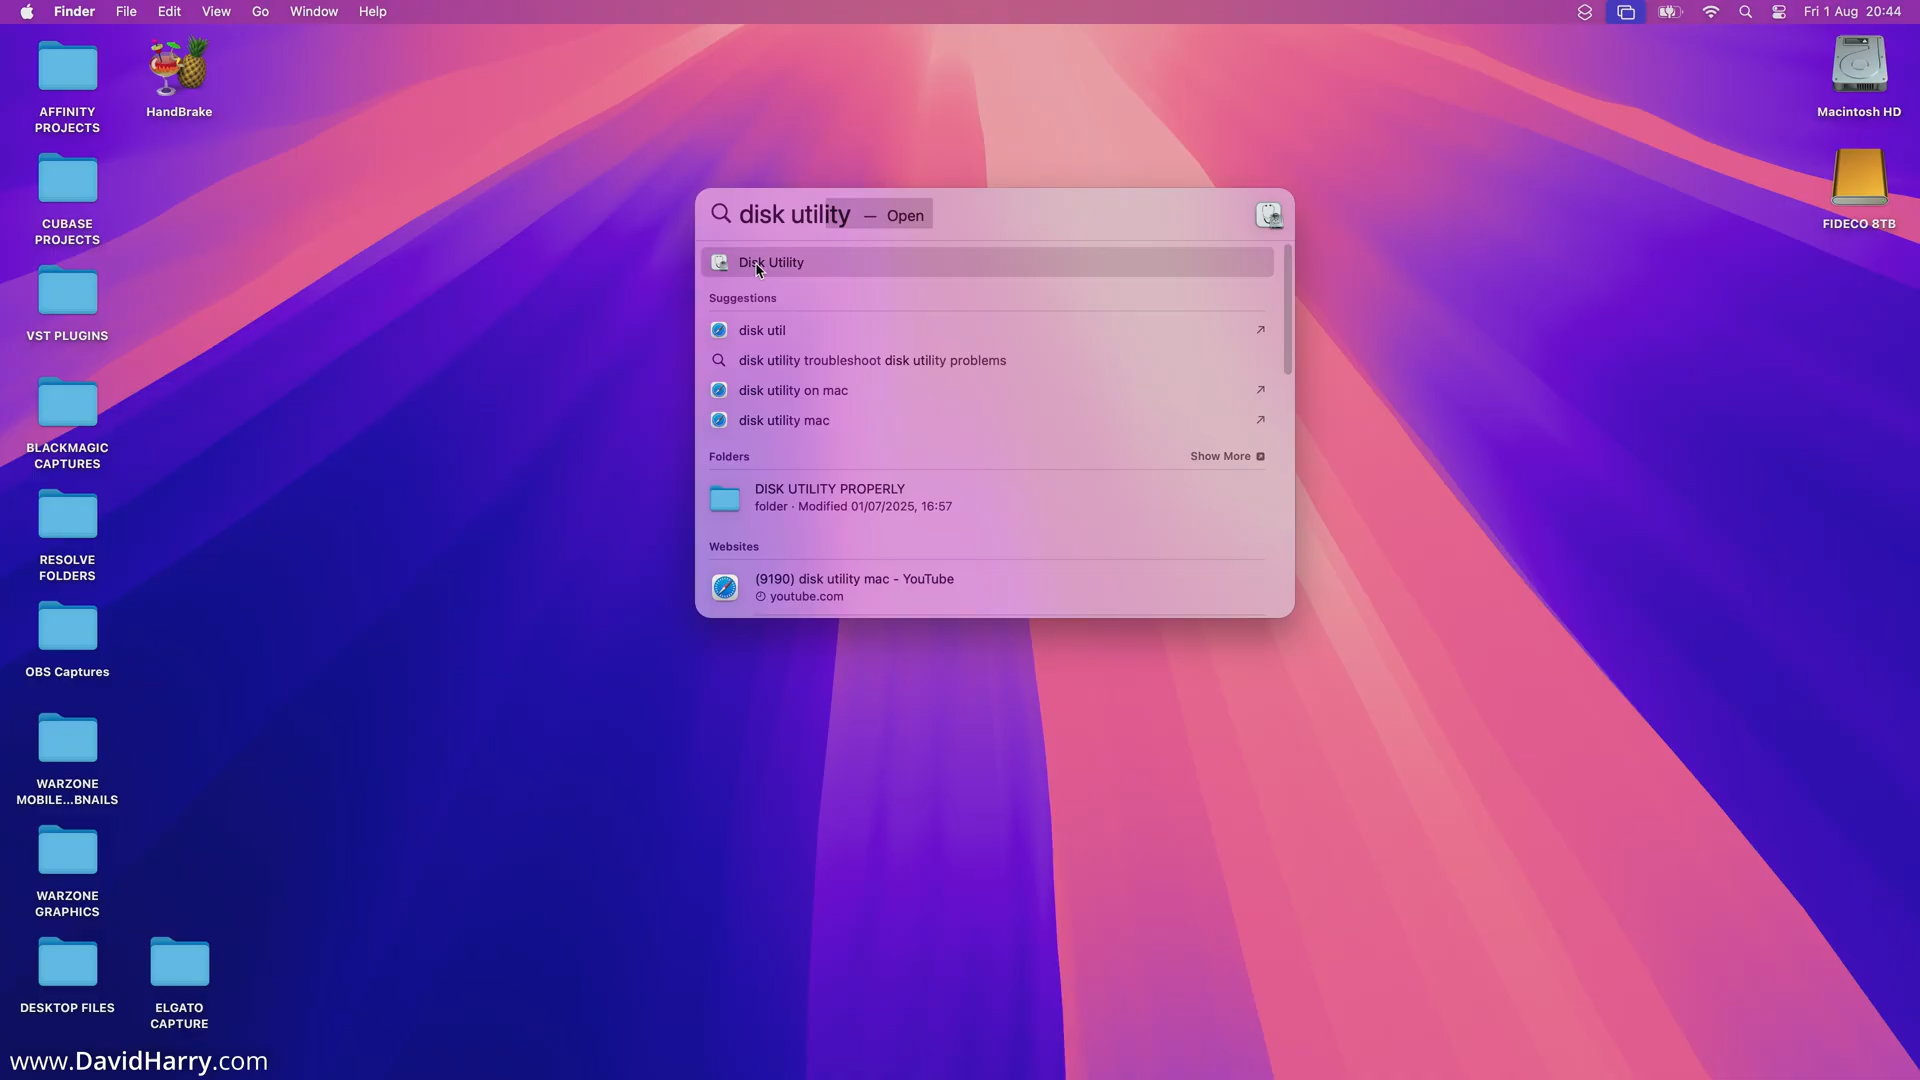 Finder File Edit View Go Window Help
Fri 1 Aug 20:44
AFFINITY
PROJECTS
HandBrake
CUBASE
PROJECTS
VST PLUGINS
BLACKMAGIC
CAPTURES
RESOLVE
FOLDERS
OBS Captures
WARZONE
MOBILE...BNAILS
WARZONE
GRAPHICS
DESKTOP FILES
ELGATO
CAPTURE
disk utility — Open
Disk Utility
Suggestions
disk util
disk utility troubleshoot disk utility problems
disk utility on mac
disk utility mac
Folders Show More
DISK UTILITY PROPERLY
folder · Modified 01/07/2025, 16:57
Websites
(9190) disk utility mac - YouTube
youtube.com
Macintosh HD
FIDECO 8TB
www.DavidHarry.com